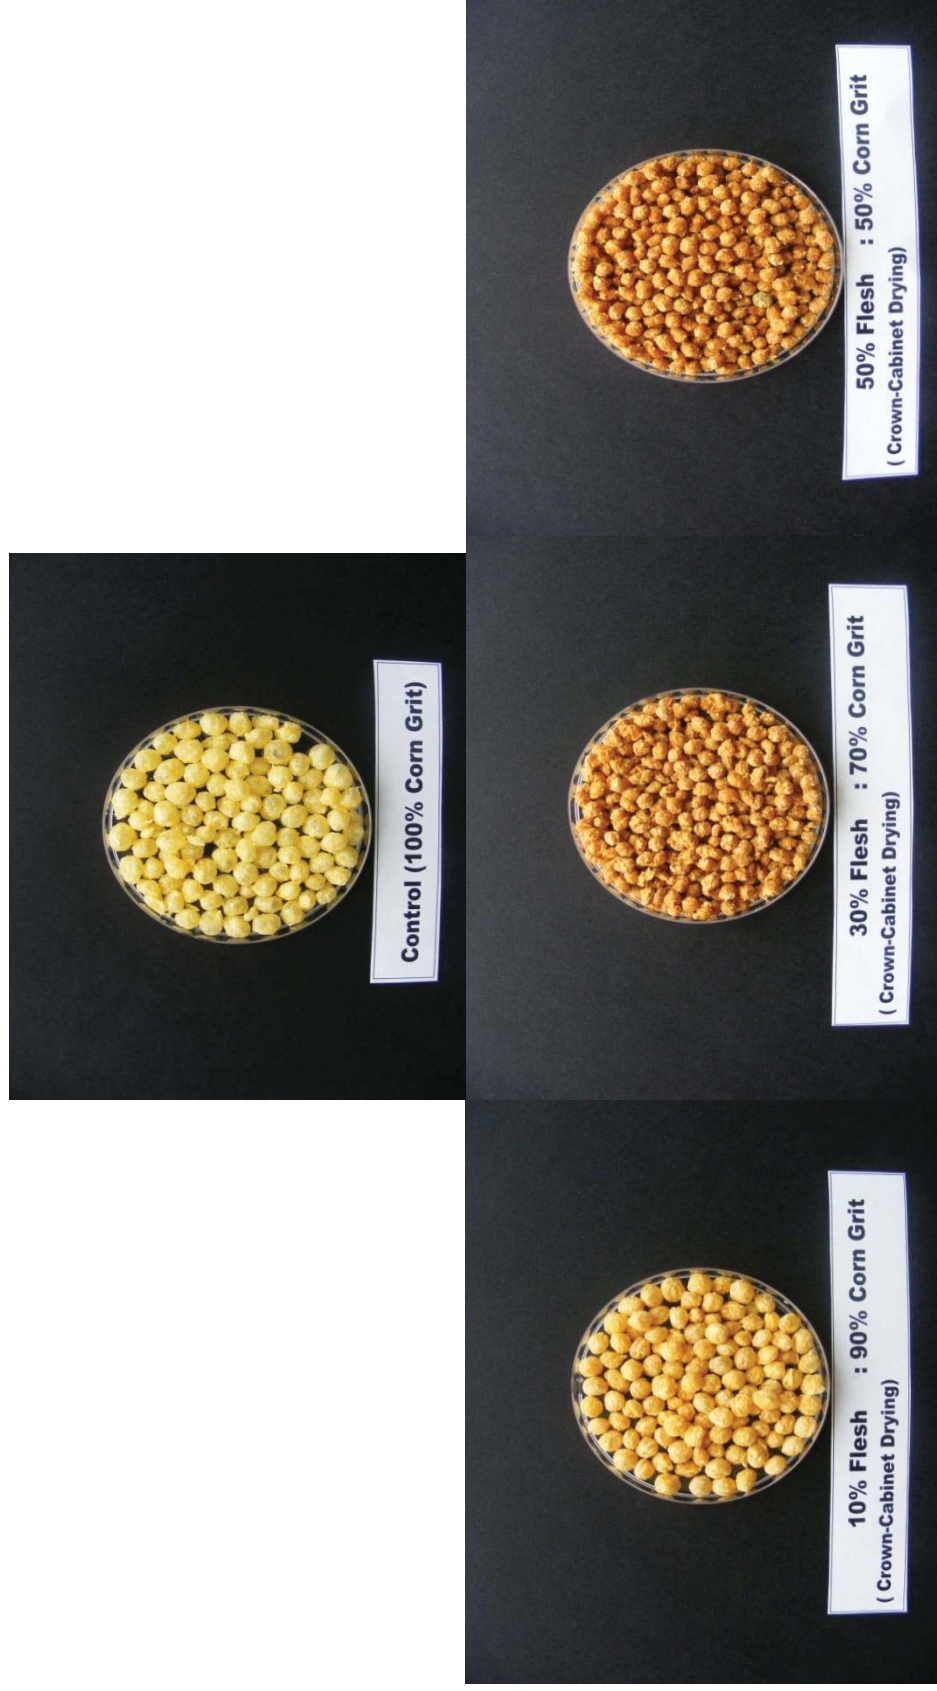 Control (100% Corn Grit)
10% Flesh : 90% Corn Grit
( Crown-Cabinet Drying)
30% Flesh : 70% Corn Grit
( Crown-Cabinet Drying)
50% Flesh : 50% Corn Grit
( Crown-Cabinet Drying)